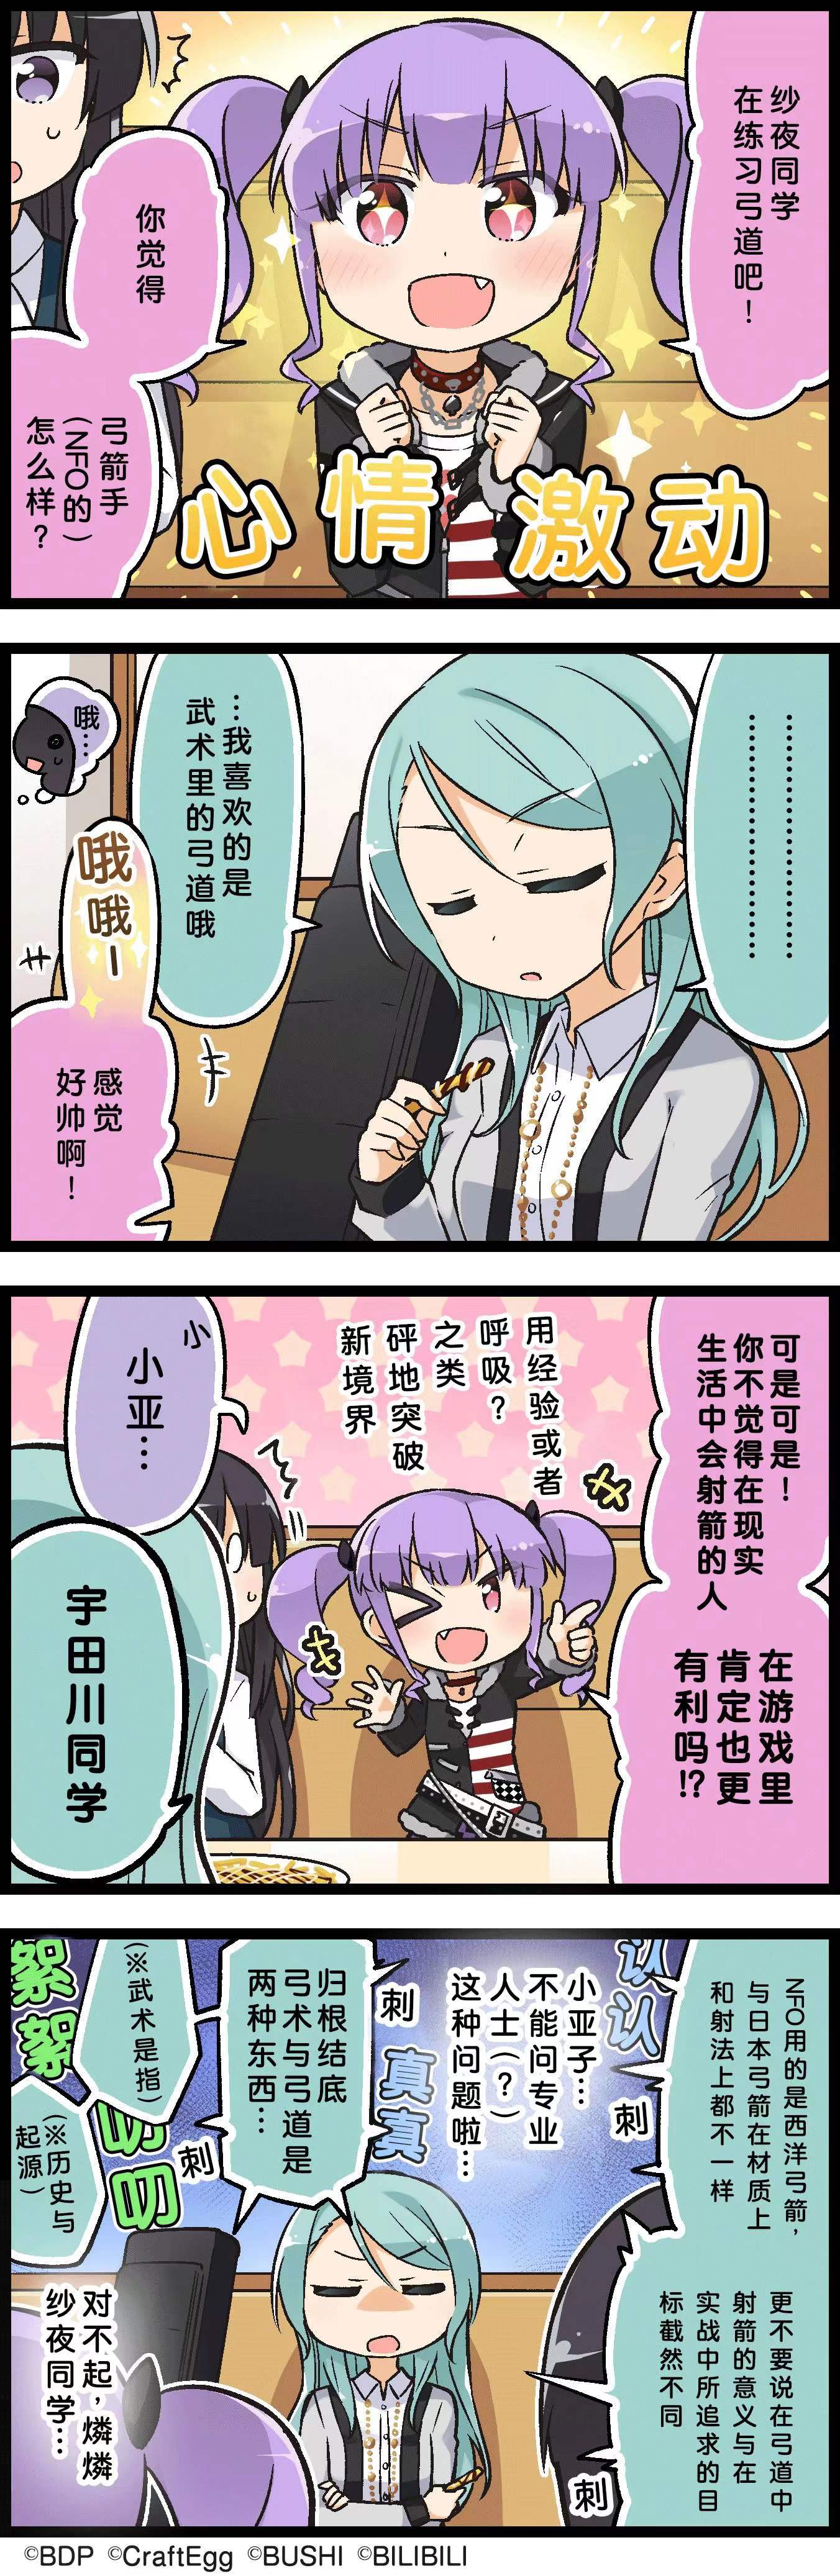 纱夜同学
在练习弓道吧！
你觉得
弓箭手
(NFO的)
怎么样？
心情激动
………………………
………………………
…我喜欢的是
武术里的弓道哦
哦…
哦哦ー
感觉
好帅啊！
可是可是！
你不觉得在现实
生活中会射箭的人
在游戏里
肯定也更
有利吗!?
用经验或者
呼吸？
之类
砰地突破
新境界
小
小亚…
宇田川同学
NFO用的是西洋弓箭，
与日本弓箭在材质上
和射法上都不一样
更不要说在弓道中
射箭的意义与在
实战中所追求的目
标截然不同
认认
真真
刺
刺
刺
刺
小亚子…
不能问专业
人士(？)
这种问题啦…
归根结底
弓术与弓道是
两种东西…
(※武术是指)
(※历史与
起源)
絮絮
叨叨
对不起，燐燐
纱夜同学…
©BDP ©CraftEgg ©BUSHI ©BILIBILI